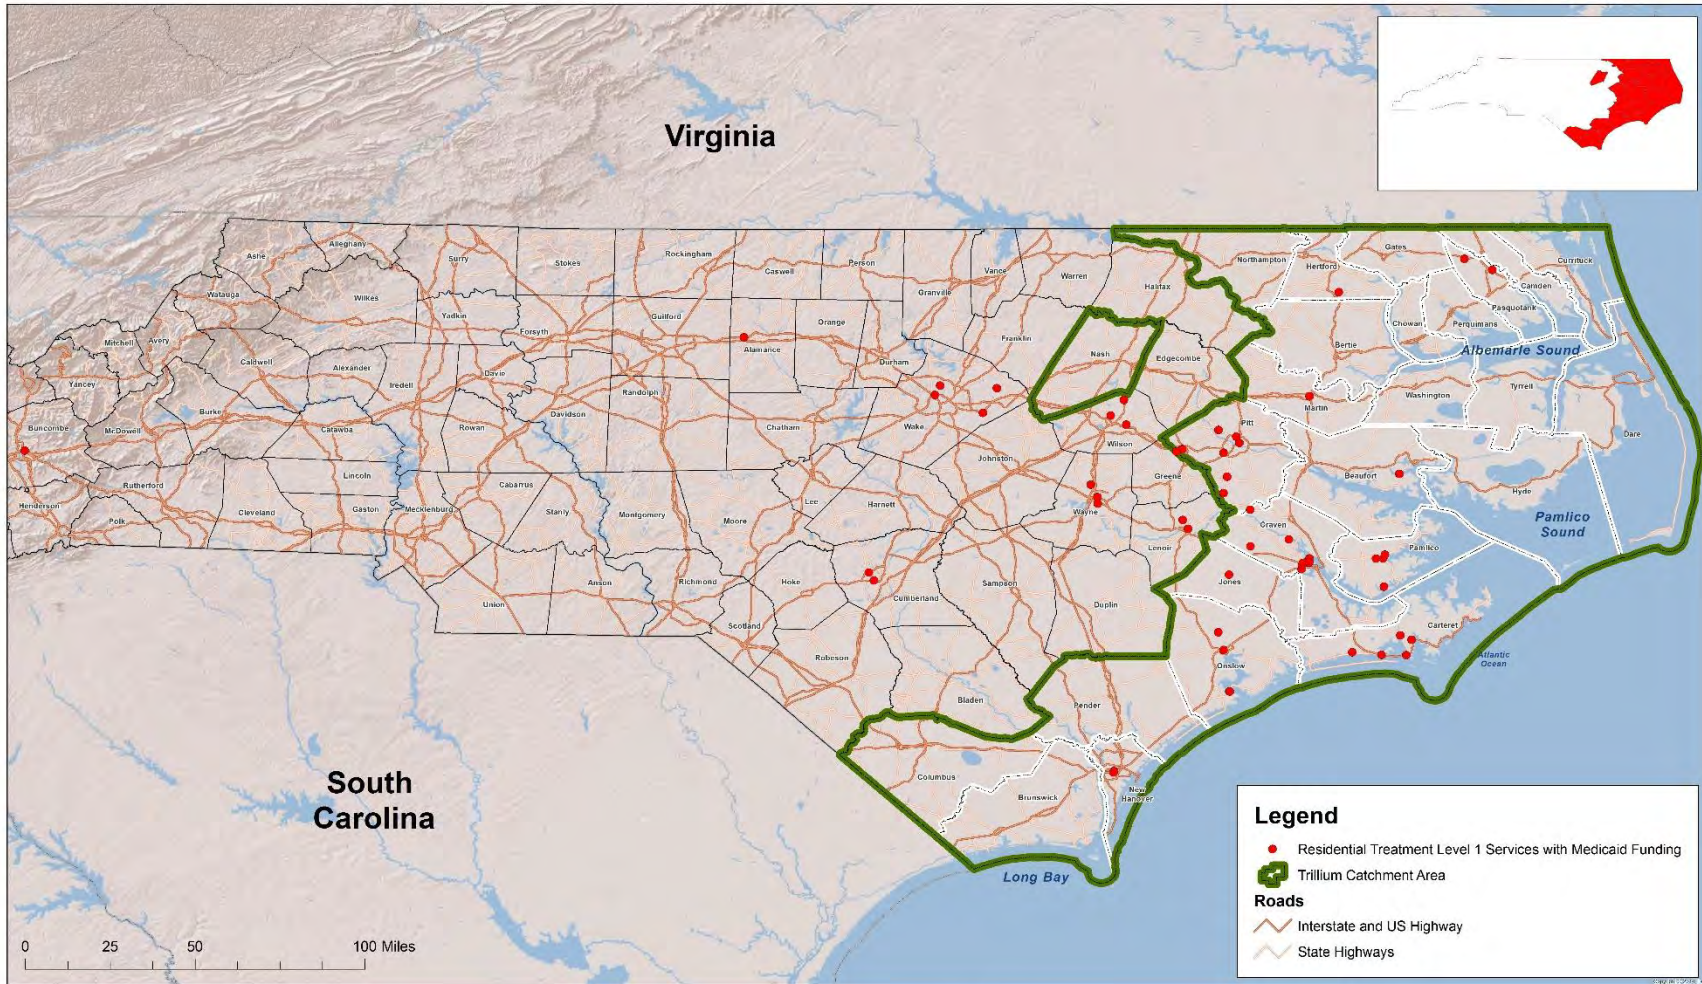 Virginia
Alleghany
Ashe
Surry
Stokes
Rockingham
Caswell
Person
Vance
Warren
Northampton
Gates
Hertford
Currituck
Camden
Pasquotank
Perquimans
Chowan
Halifax
Granville
Watauga
Wilkes
Yadkin
Forsyth
Guilford
Alamance
Orange
Durham
Franklin
Nash
Edgecombe
Bertie
Albemarle Sound
Mitchell
Avery
Caldwell
Alexander
Iredell
Davie
Yancey
Randolph
Davidson
Martin
Washington
Tyrrell
Dare
Burke
Buncombe
McDowell
Catawba
Rowan
Chatham
Wake
Wilson
Pitt
Johnston
Greene
Beaufort
Hyde
Rutherford
Lincoln
Cabarrus
Henderson
Polk
Cleveland
Gaston
Mecklenburg
Stanly
Montgomery
Moore
Lee
Harnett
Wayne
Lenoir
Craven
Pamlico
Pamlico
Sound
Union
Anson
Richmond
Hoke
Cumberland
Sampson
Duplin
Jones
Scotland
Robeson
Carteret
Onslow
Atlantic
Ocean
Bladen
Pender
Columbus
Brunswick
New
Hanover
Long Bay
South
Carolina
0 25 50 100 Miles
Legend
Residential Treatment Level 1 Services with Medicaid Funding
Trillium Catchment Area
Roads
Interstate and US Highway
State Highways